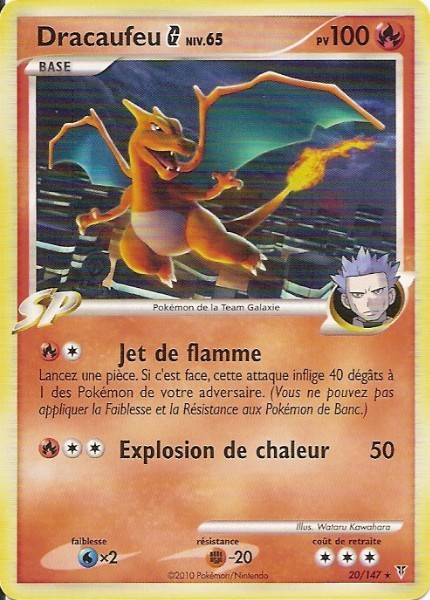 Dracaufeu G NIV.65 PV 100
BASE
SP
Pokémon de la Team Galaxie
Jet de flamme
Lancez une pièce. Si c'est face, cette attaque inflige 40 dégâts à
1 des Pokémon de votre adversaire. (Vous ne pouvez pas
appliquer la Faiblesse et la Résistance aux Pokémon de Banc.)
Explosion de chaleur 50
Illus. Wataru Kawahara
faiblesse résistance coût de retraite
×2 -20
©2010 Pokémon/Nintendo 20/147 ★